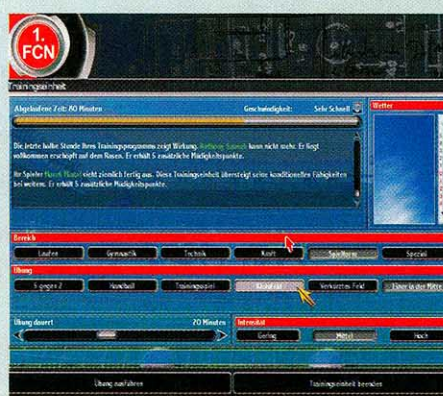 1.
FCN
Trainingseinheit
Abgelaufene Zeit: 80 Minuten Geschwindigkeit: Sehr Schnell Wetter
Die letzte halbe Stunde Ihres Trainingsprogramms zeigt Wirkung. kann nicht mehr. Er liegt
vollkommen erschöpft auf dem Rasen. Er erhält 5 zusätzliche Müdigkeitspunkte.
Ihr Spieler sieht ziemlich fertig aus. Diese Trainingseinheit übersteigt seine konditionellen Fähigkeiten
bei weitem. Er erhält 5 zusätzliche Müdigkeitspunkte.
Bereich
Laufen Gymnastik Technik Kraft Spielform Spezial
Übung
5 gegen 2 Handball Trainingsspiel Verkürztes Feld Einer in der Mitte
Übung dauert 20 Minuten Intensität
Gering Mittel Hoch
Übung ausführen Trainingseinheit beenden